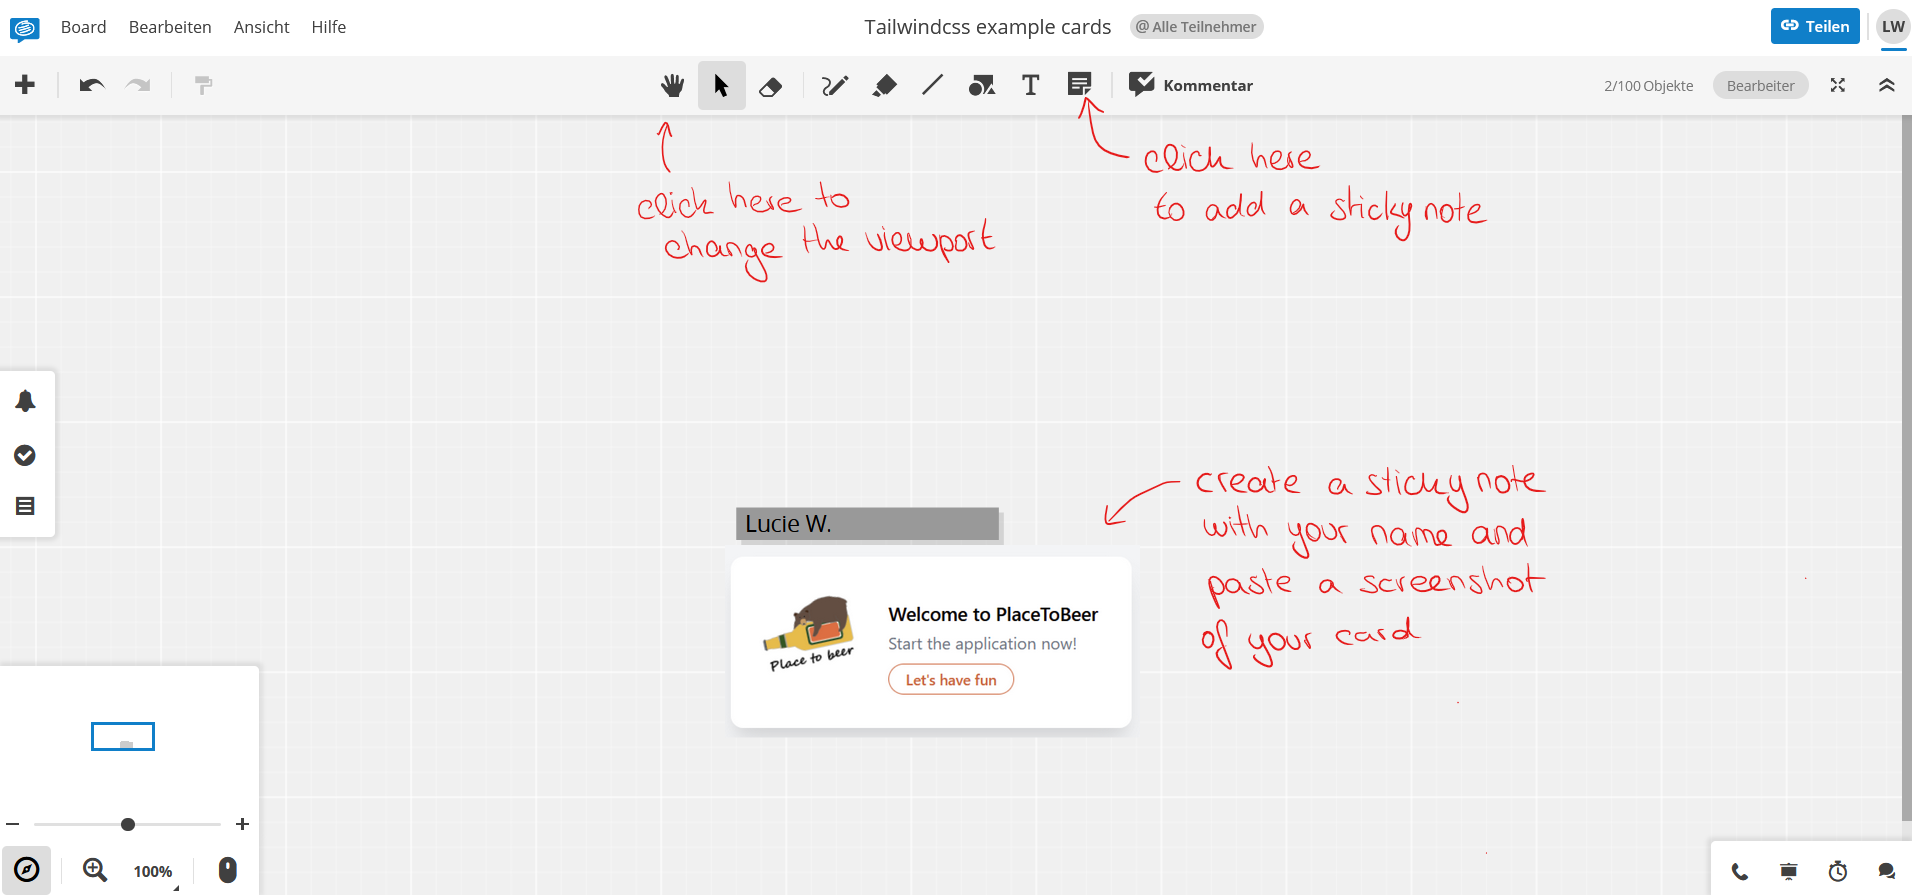 Board Bearbeiten Ansicht Hilfe
Tailwindcss example cards
@ Alle Teilnehmer
Teilen
LW
T
Kommentar
2/100 Objekte
Bearbeiter
click here to
change the viewport
click here
to add a sticky note
create a sticky note
with your name and
paste a screenshot
of your card
Lucie W.
Place to beer
Welcome to PlaceToBeer
Start the application now!
Let's have fun
100%